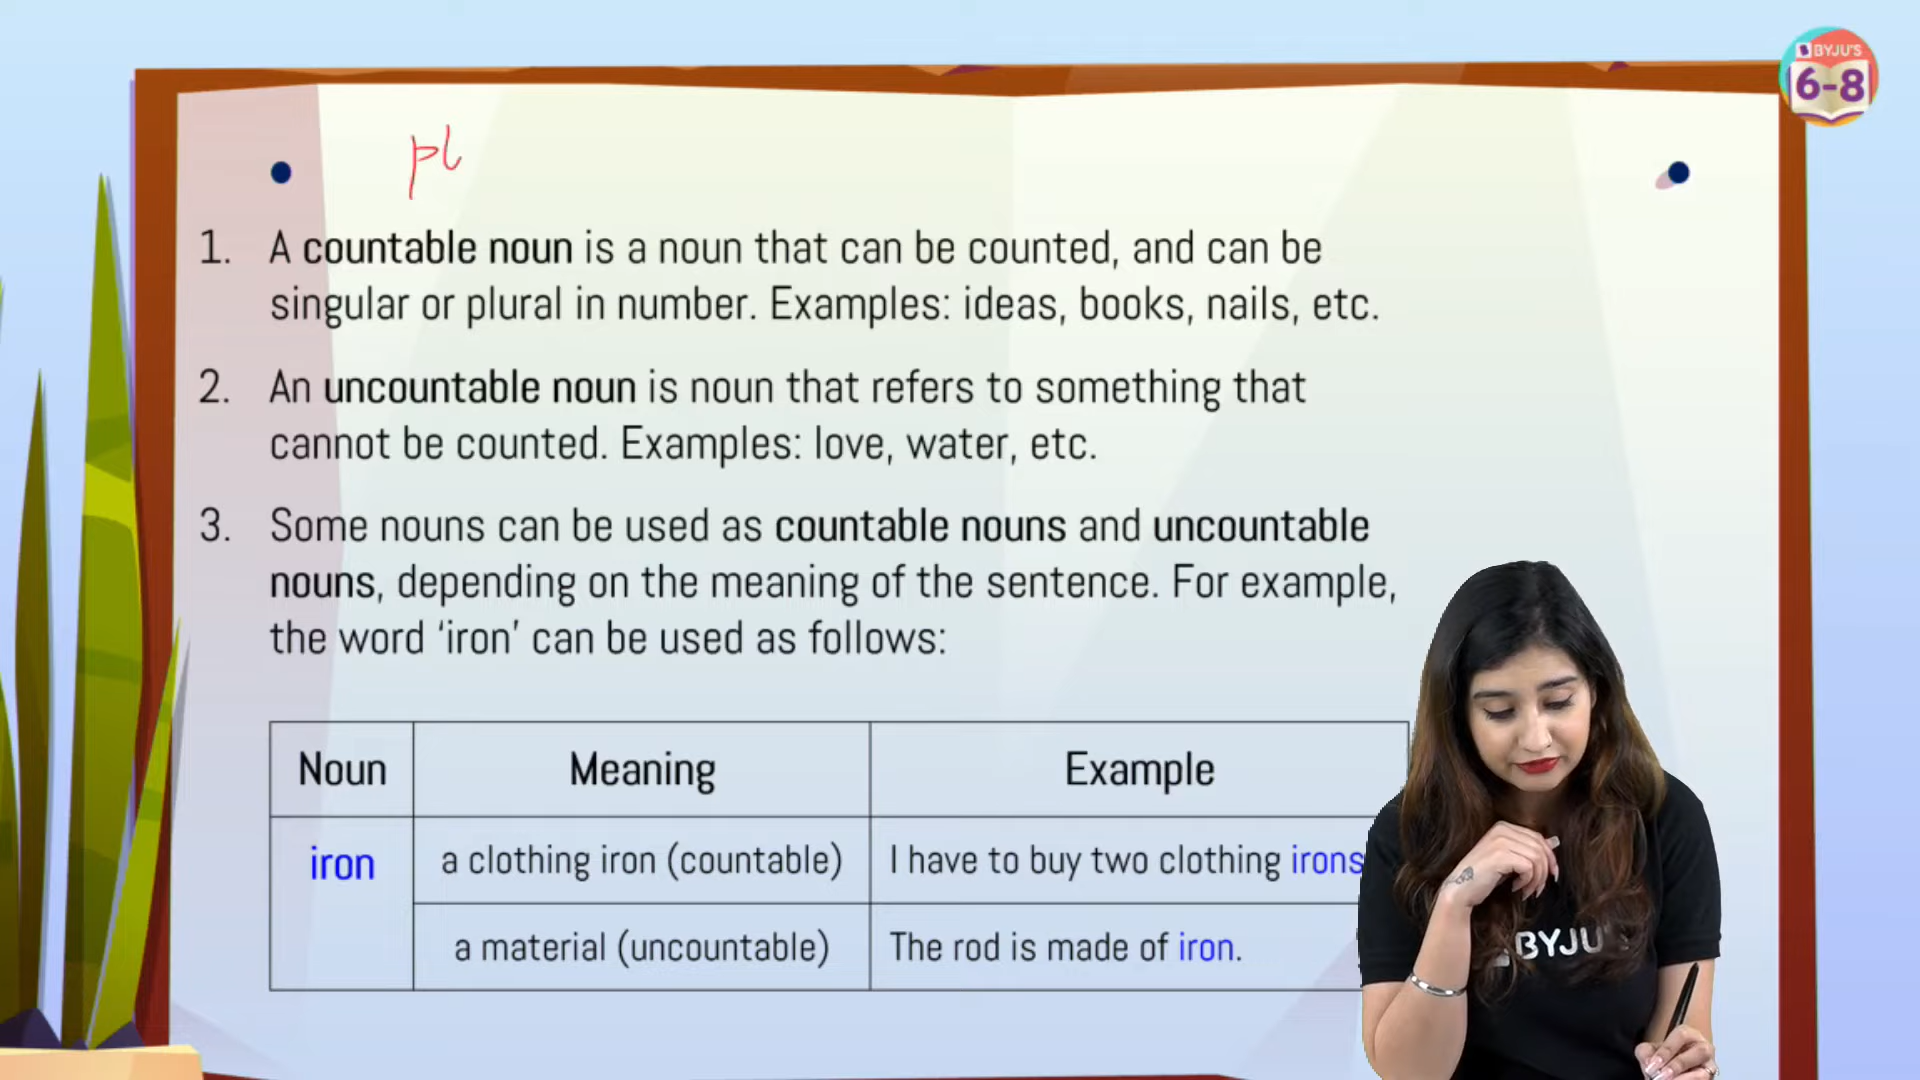 BYJU'S
6-8
pl
1. A countable noun is a noun that can be counted, and can be
singular or plural in number. Examples: ideas, books, nails, etc.
2. An uncountable noun is noun that refers to something that
cannot be counted. Examples: love, water, etc.
3. Some nouns can be used as countable nouns and uncountable
nouns, depending on the meaning of the sentence. For example,
the word ‘iron’ can be used as follows:
Noun Meaning Example
iron a clothing iron (countable) I have to buy two clothing irons
a material (uncountable) The rod is made of iron.
BYJU'S